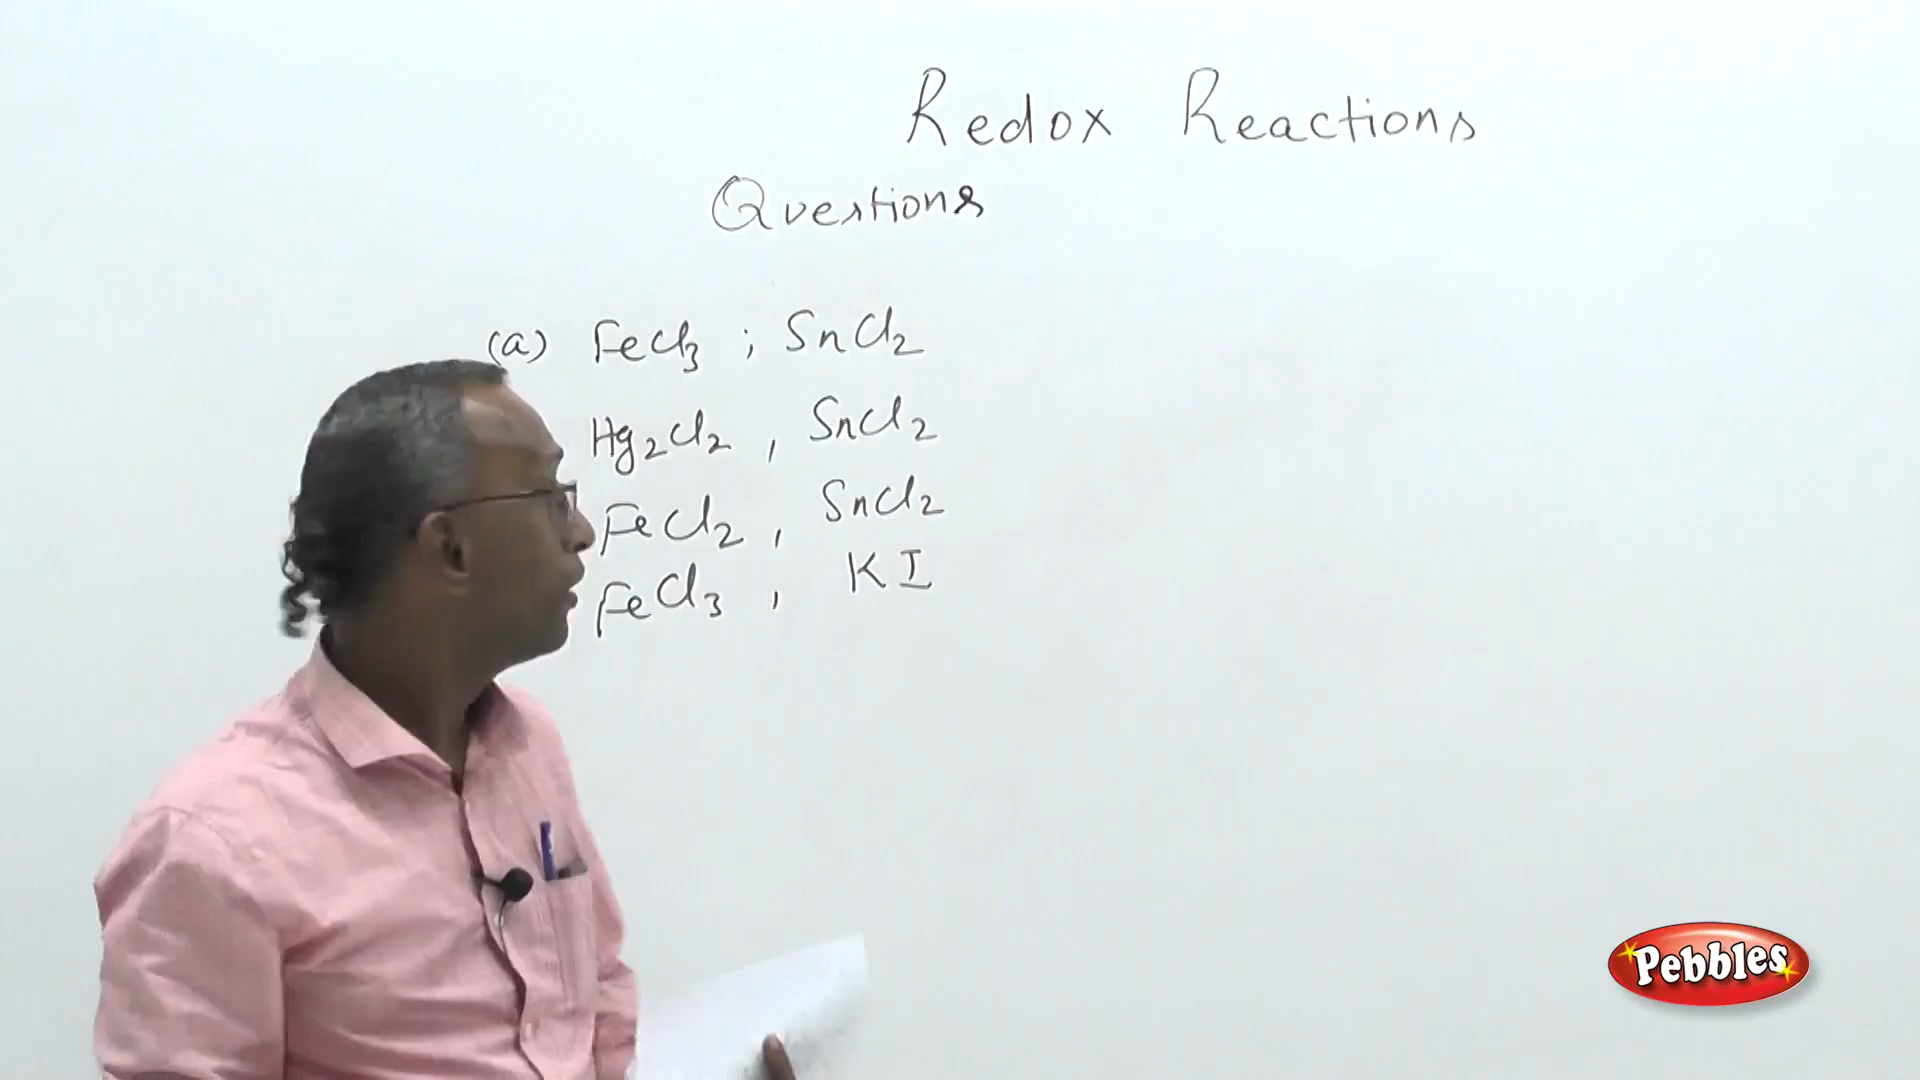 Redox Reactions
Questions
(a) FeCl3 ; SnCl2
Hg2Cl2 , SnCl2
FeCl2 , SnCl2
FeCl3 , KI
Pebbles